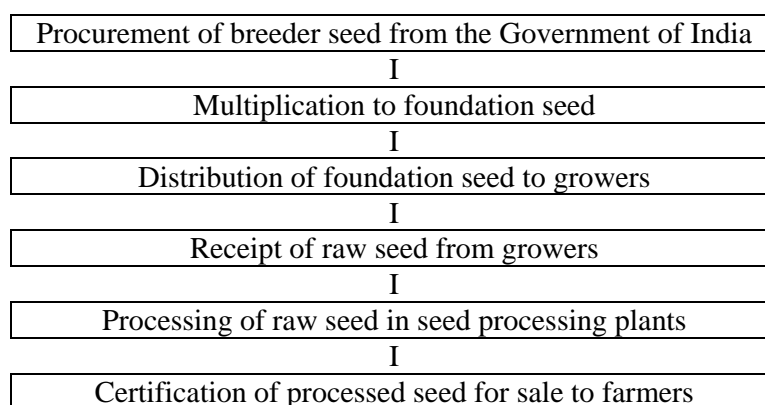 Procurement of breeder seed from the Government of India
I
Multiplication to foundation seed
I
Distribution of foundation seed to growers
I
Receipt of raw seed from growers
I
Processing of raw seed in seed processing plants
I
Certification of processed seed for sale to farmers